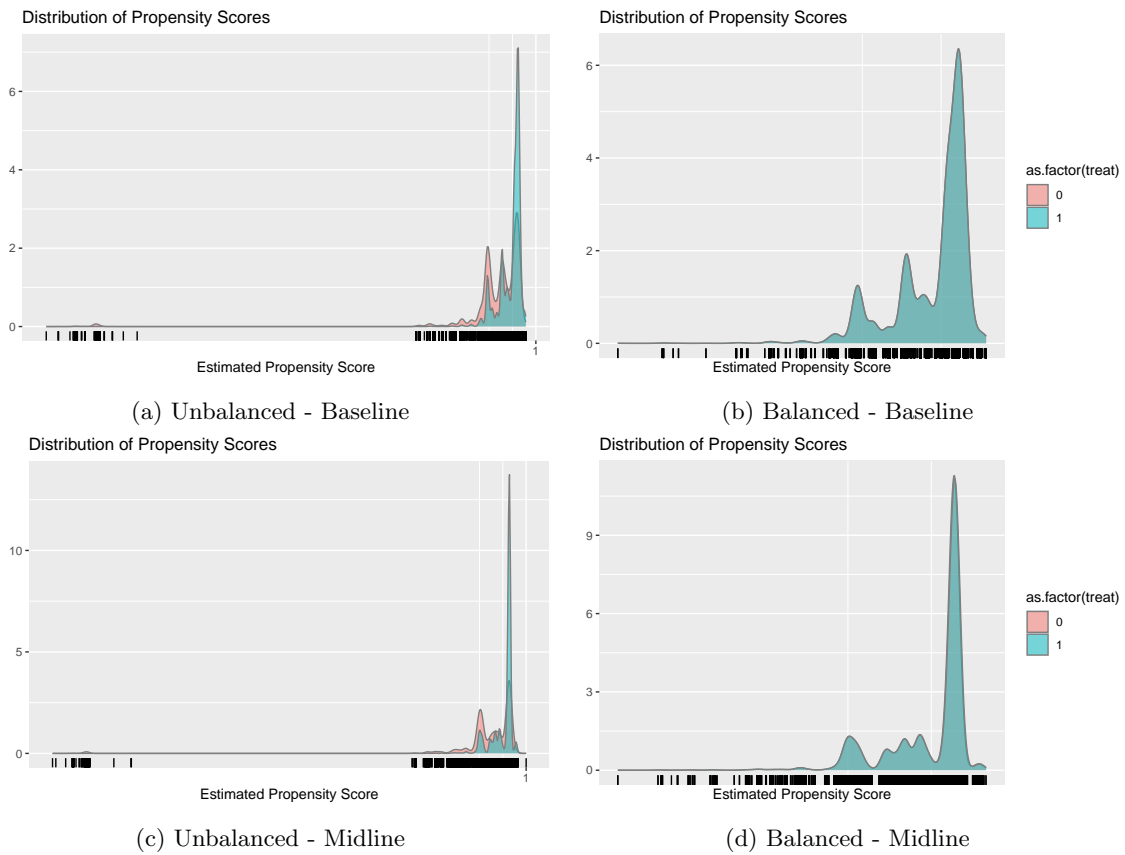 Distribution of Propensity Scores
6
4
2
0
1
Estimated Propensity Score
(a) Unbalanced - Baseline
Distribution of Propensity Scores
6
4
2
0
Estimated Propensity Score
as.factor(treat)
0
1
(b) Balanced - Baseline
Distribution of Propensity Scores
10
5
0
1
Estimated Propensity Score
(c) Unbalanced - Midline
Distribution of Propensity Scores
9
6
3
0
Estimated Propensity Score
as.factor(treat)
0
1
(d) Balanced - Midline